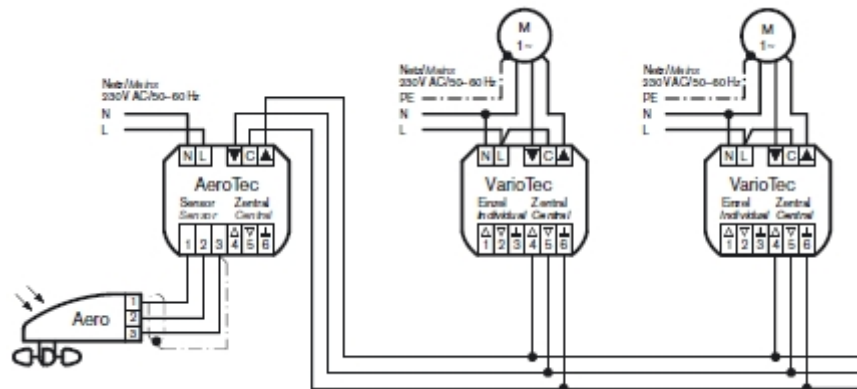 M
1~
M
1~
Netz/Mains
230V AC/50–60 Hz
N
L
Netz/Mains
230V AC/50–60 Hz
PE
N
L
Netz/Mains
230V AC/50–60 Hz
PE
N
L
N L ▼ C ▲
AeroTec
Sensor Zentral
Sensor Central
△ ▽ ⏚
1 2 3 4 5 6
N L ▼ C ▲
VarioTec
Einzel Zentral
Individual Central
△ ▽ ⏚ △ ▽ ⏚
1 2 3 4 5 6
N L ▼ C ▲
VarioTec
Einzel Zentral
Individual Central
△ ▽ ⏚ △ ▽ ⏚
1 2 3 4 5 6
Aero
1
2
3